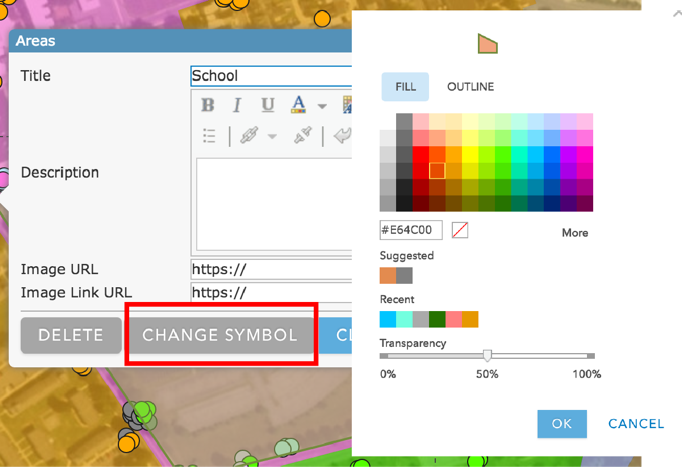 Areas
Title
School
B I U A
Description
Image URL
https://
Image Link URL
https://
DELETE
CHANGE SYMBOL
CL
FILL
OUTLINE
#E64C00
More
Suggested
Recent
Transparency
0%
50%
100%
OK
CANCEL